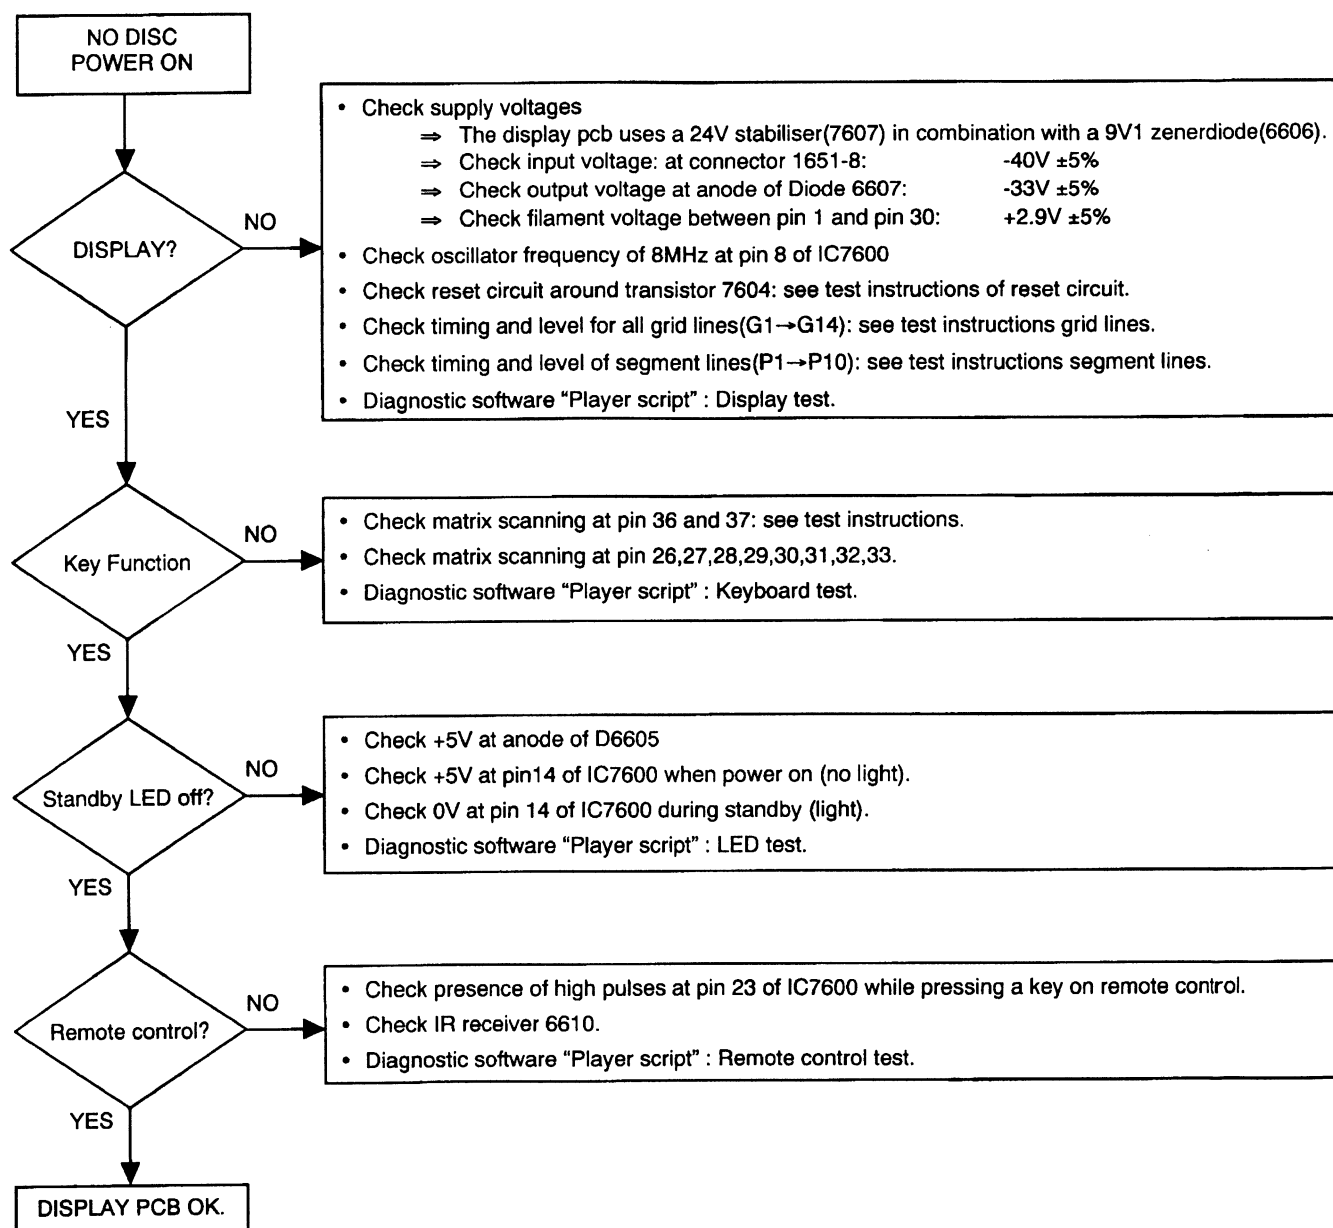 NO DISC
POWER ON
• Check supply voltages
⇒ The display pcb uses a 24V stabiliser(7607) in combination with a 9V1 zenerdiode(6606).
⇒ Check input voltage: at connector 1651-8: -40V ±5%
⇒ Check output voltage at anode of Diode 6607: -33V ±5%
⇒ Check filament voltage between pin 1 and pin 30: +2.9V ±5%
• Check oscillator frequency of 8MHz at pin 8 of IC7600
• Check reset circuit around transistor 7604: see test instructions of reset circuit.
• Check timing and level for all grid lines(G1→G14): see test instructions grid lines.
• Check timing and level of segment lines(P1→P10): see test instructions segment lines.
• Diagnostic software “Player script” : Display test.
DISPLAY?
NO
YES
Key Function
NO
• Check matrix scanning at pin 36 and 37: see test instructions.
• Check matrix scanning at pin 26,27,28,29,30,31,32,33.
• Diagnostic software “Player script” : Keyboard test.
YES
Standby LED off?
NO
• Check +5V at anode of D6605
• Check +5V at pin14 of IC7600 when power on (no light).
• Check 0V at pin 14 of IC7600 during standby (light).
• Diagnostic software “Player script” : LED test.
YES
Remote control?
NO
• Check presence of high pulses at pin 23 of IC7600 while pressing a key on remote control.
• Check IR receiver 6610.
• Diagnostic software “Player script” : Remote control test.
YES
DISPLAY PCB OK.